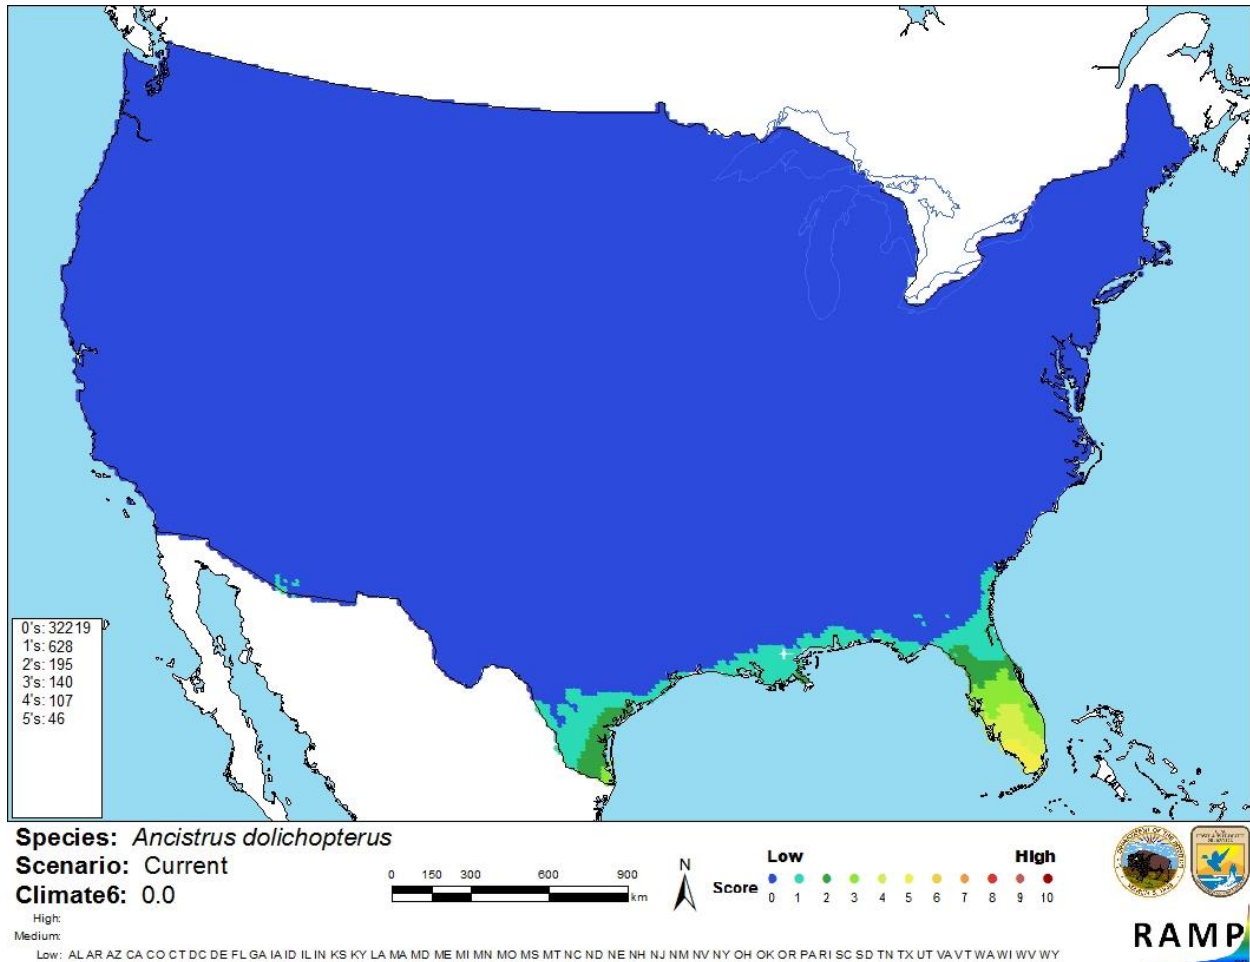 0's: 32219
1's: 628
2's: 195
3's: 140
4's: 107
5's: 46
Species: Ancistrus dolichopterus
Scenario: Current
Climate6: 0.0
High:
Medium:
Low: AL AR AZ CA CO CT DC DE FL GA IA ID IL IN KS KY LA MA MD ME MI MN MO MS MT NC ND NE NH NJ NM NV NY OH OK OR PA RI SC SD TN TX UT VA VT WA WI WV WY
0 150 300 600 900
km
N
Low High
Score
0 1 2 3 4 5 6 7 8 9 10
RAMP